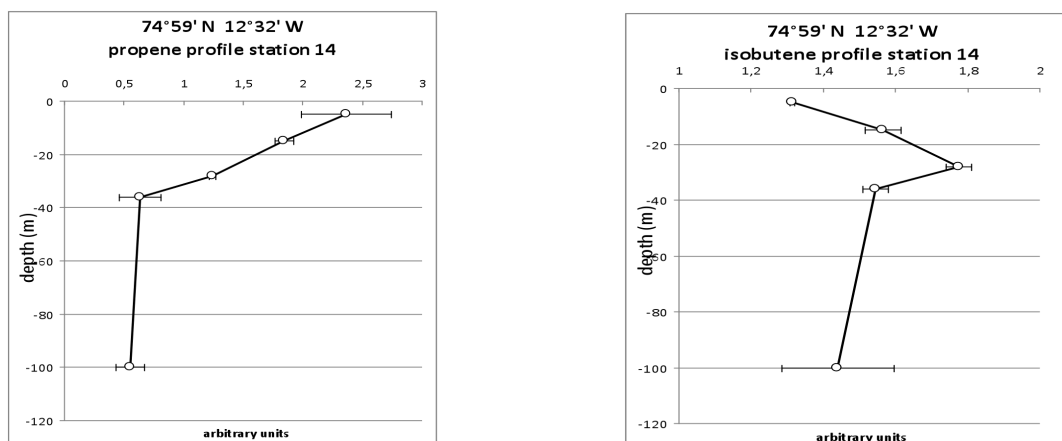 74°59' N 12°32' W
propene profile station 14
0 0,5 1 1,5 2 2,5 3
0
-20
-40
-60
-80
-100
-120
depth (m)
arbitrary units
74°59' N 12°32' W
isobutene profile station 14
1 1,2 1,4 1,6 1,8 2
0
-20
-40
-60
-80
-100
-120
depth (m)
arbitrary units